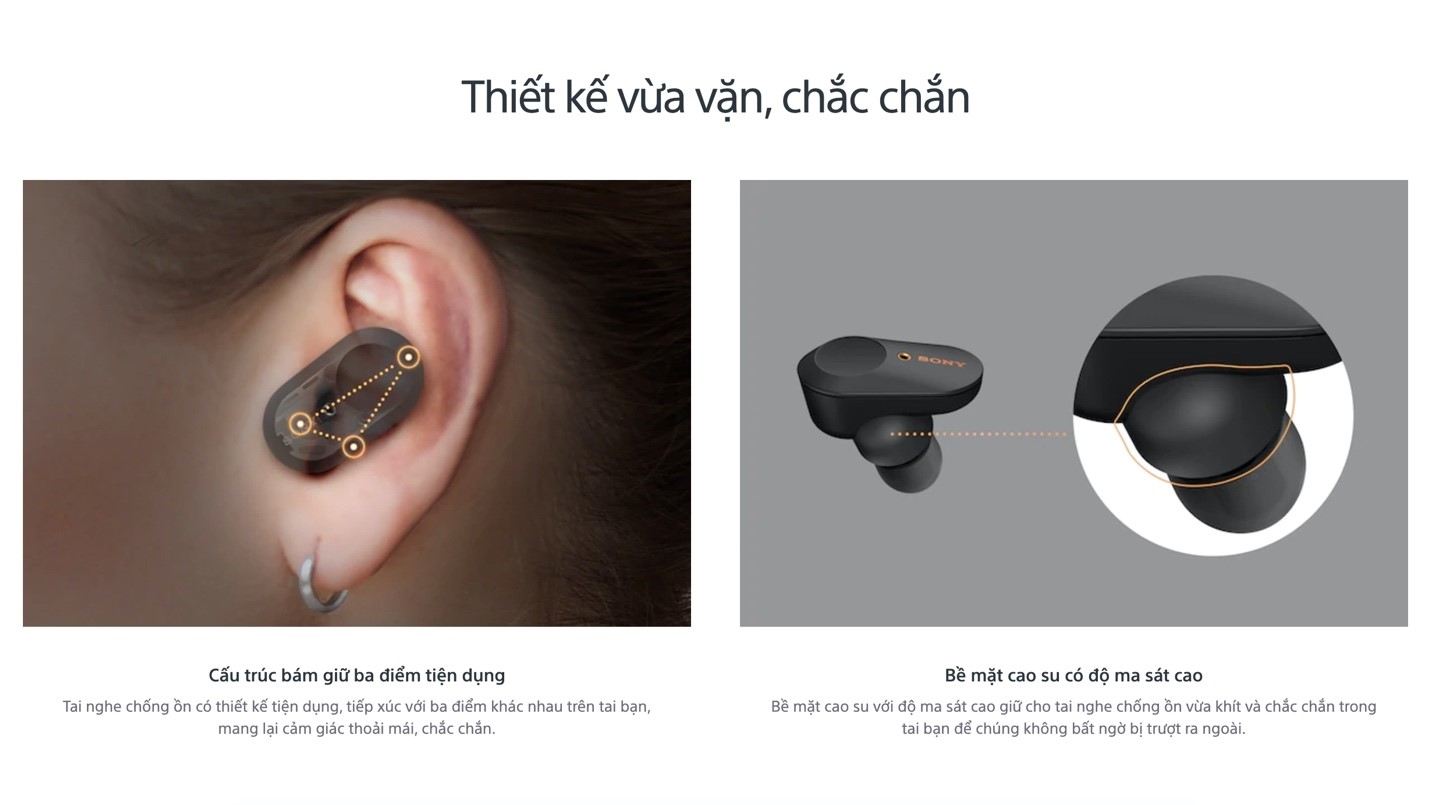 Thiết kế vừa vặn, chắc chắn
SONY
Cấu trúc bám giữ ba điểm tiện dụng
Tai nghe chống ồn có thiết kế tiện dụng, tiếp xúc với ba điểm khác nhau trên tai bạn,
mang lại cảm giác thoải mái, chắc chắn.
Bề mặt cao su có độ ma sát cao
Bề mặt cao su với độ ma sát cao giữ cho tai nghe chống ồn vừa khít và chắc chắn trong
tai bạn để chúng không bất ngờ bị trượt ra ngoài.